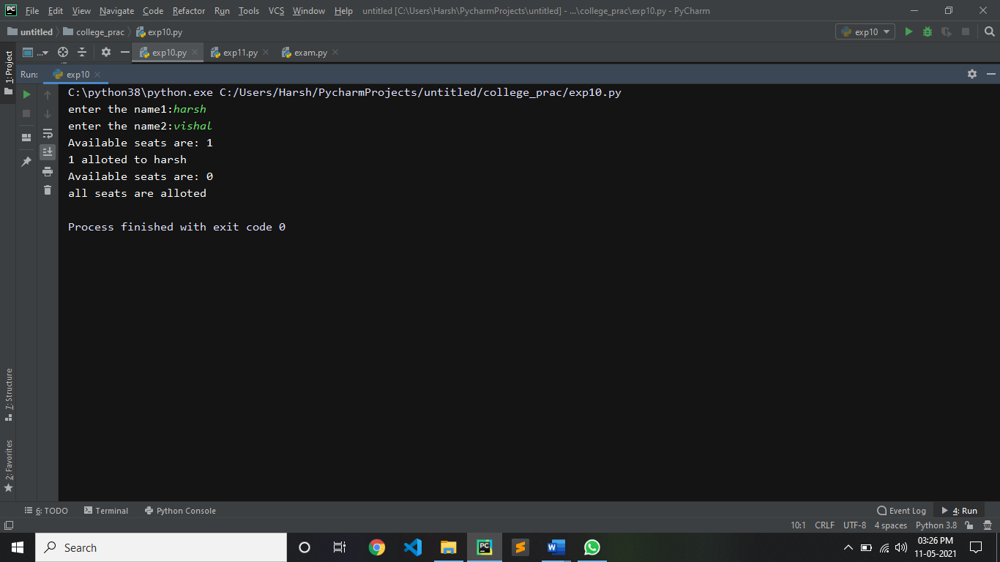 PC File Edit View Navigate Code Refactor Run Tools VCS Window Help untitled [C:\Users\Harsh\PycharmProjects\untitled] - ...\college_prac\exp10.py - PyCharm
untitled college_prac exp10.py exp10
1: Project
... exp10.py exp11.py exam.py
Run: exp10
C:\python38\python.exe C:/Users/Harsh/PycharmProjects/untitled/college_prac/exp10.py
enter the name1:harsh
enter the name2:vishal
Available seats are: 1
1 alloted to harsh
Available seats are: 0
all seats are alloted
Process finished with exit code 0
7: Structure
2: Favorites
6: TODO Terminal Python Console Event Log 4: Run
10:1 CRLF UTF-8 4 spaces Python 3.8
Search PC W 03:26 PM
11-05-2021